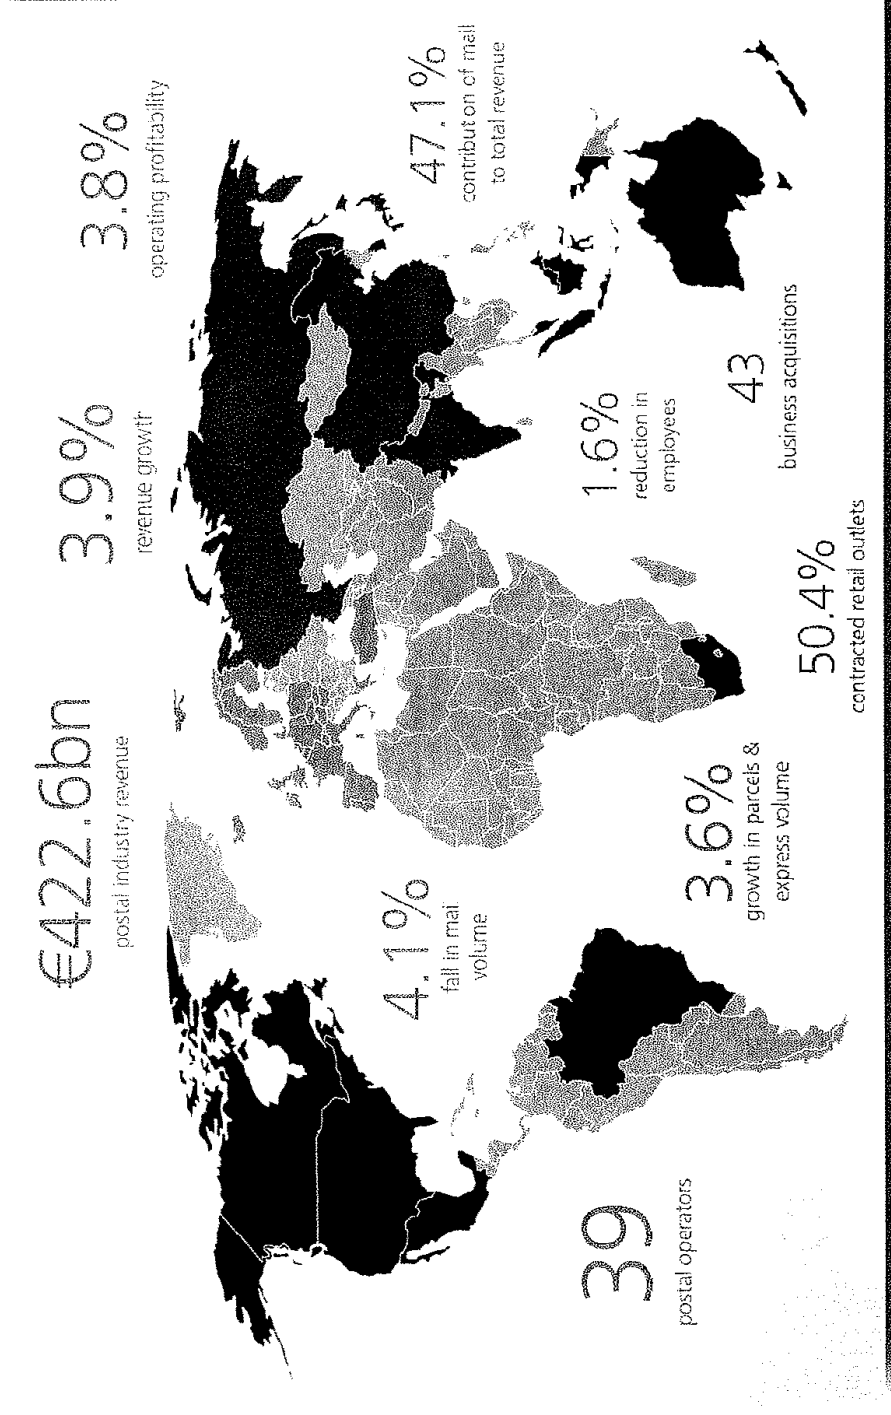 €422.6bn
postal industry revenue
3.9%
revenue growth
3.8%
operating profitability
4.1%
fall in mail
volume
47.1%
contributon of mail
to total revenue
39
postal operators
3.6%
growth in parcels &
express volume
1.6%
reduction in
employees
50.4%
contracted retail outlets
43
business acquisitions